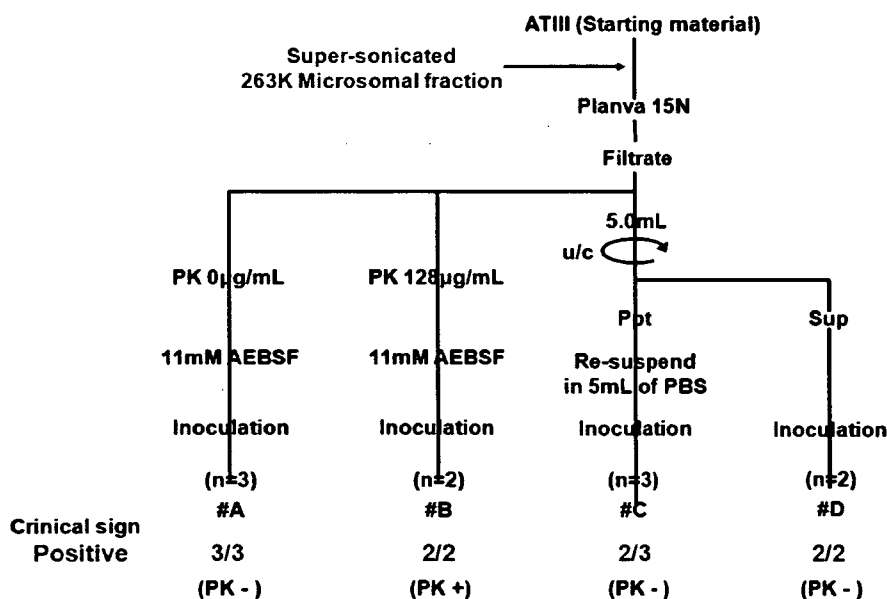 ATIII (Starting material)
Super-sonicated
263K Microsomal fraction
Planva 15N
Filtrate
5.0mL
u/c
PK 0µg/mL
PK 128µg/mL
Ppt
Sup
11mM AEBSF
11mM AEBSF
Re-suspend
in 5mL of PBS
Inoculation
Inoculation
Inoculation
Inoculation
(n=3)
(n=2)
(n=3)
(n=2)
#A
#B
#C
#D
Crinical sign
Positive
3/3
2/2
2/3
2/2
(PK - )
(PK +)
(PK - )
(PK - )